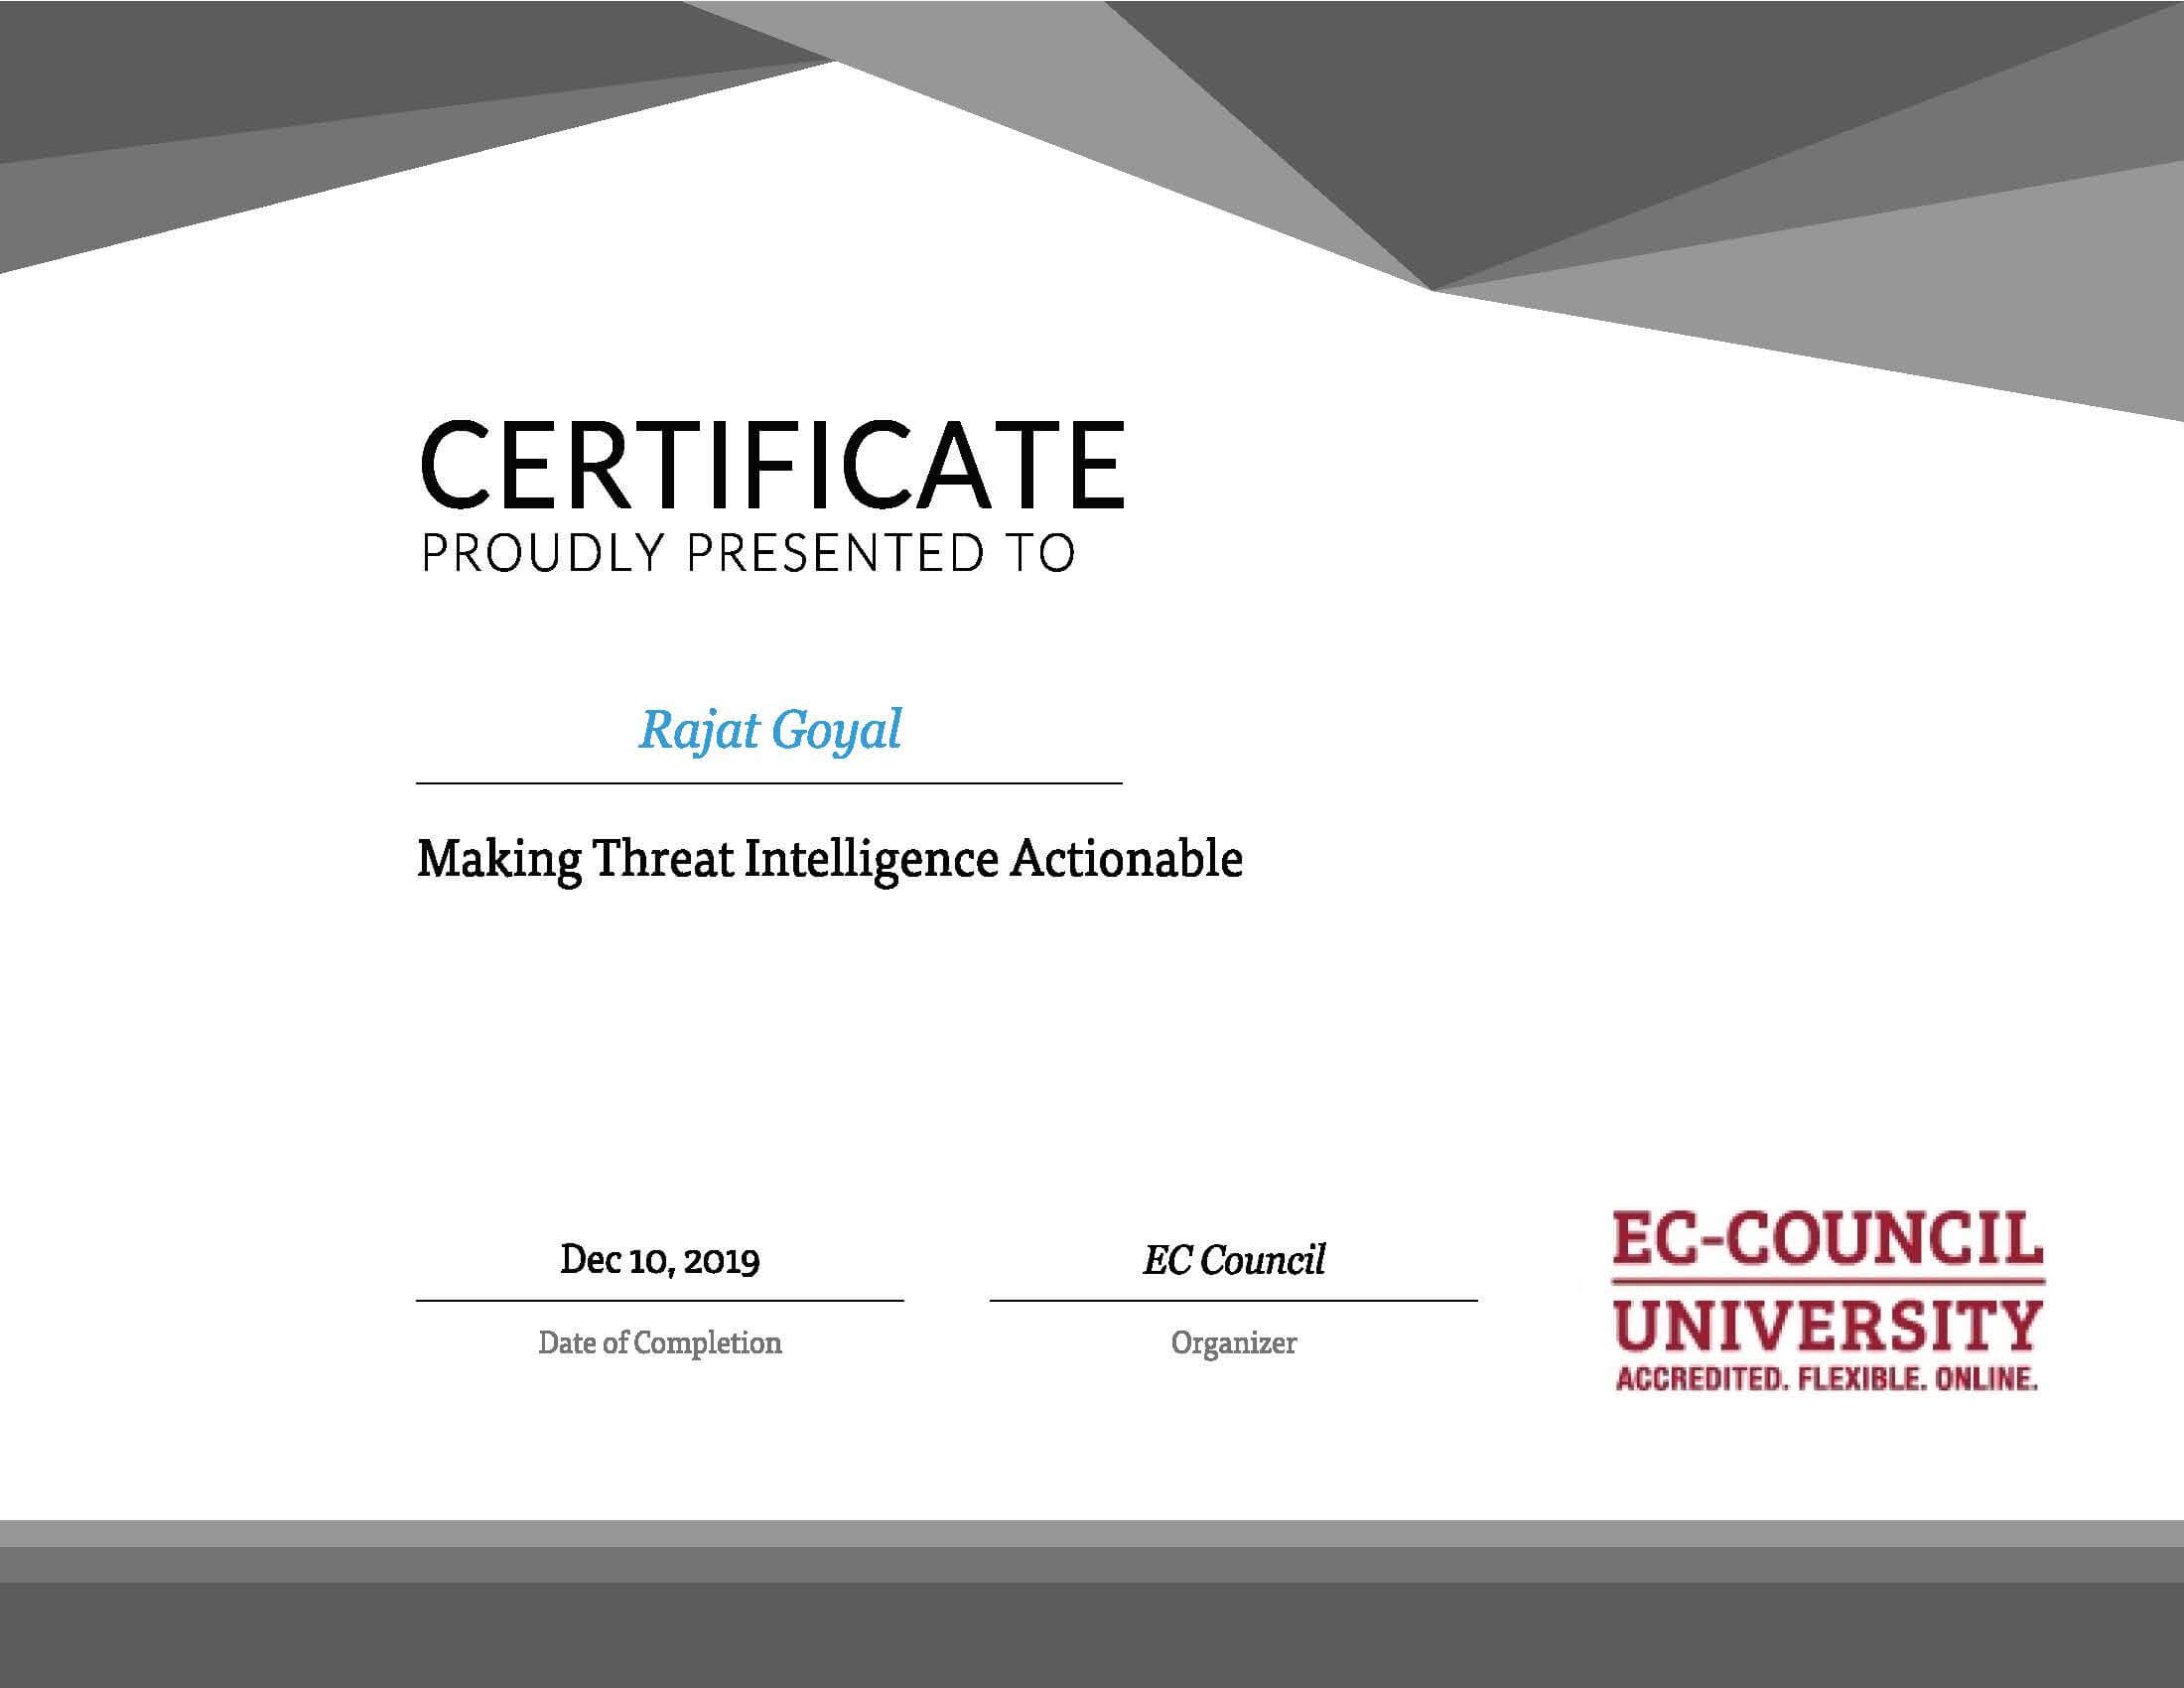 CERTIFICATE
PROUDLY PRESENTED TO
Rajat Goyal
Making Threat Intelligence Actionable
Dec 10, 2019
Date of Completion
EC Council
Organizer
EC-COUNCIL
UNIVERSITY
ACCREDITED. FLEXIBLE. ONLINE.